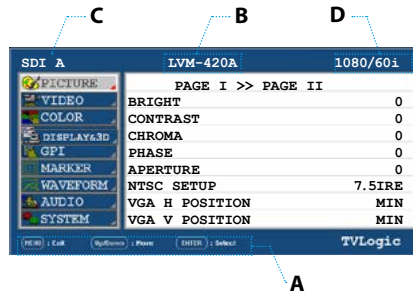 C B D
SDI A LVM-420A 1080/60i
PICTURE PAGE I >> PAGE II
VIDEO BRIGHT 0
COLOR CONTRAST 0
DISPLAY&3D CHROMA 0
GPI PHASE 0
MARKER APERTURE 0
WAVEFORM NTSC SETUP 7.5IRE
AUDIO VGA H POSITION MIN
SYSTEM VGA V POSITION MIN
MENU : Exit Up/Down : Move ENTER : Select TVLogic
A